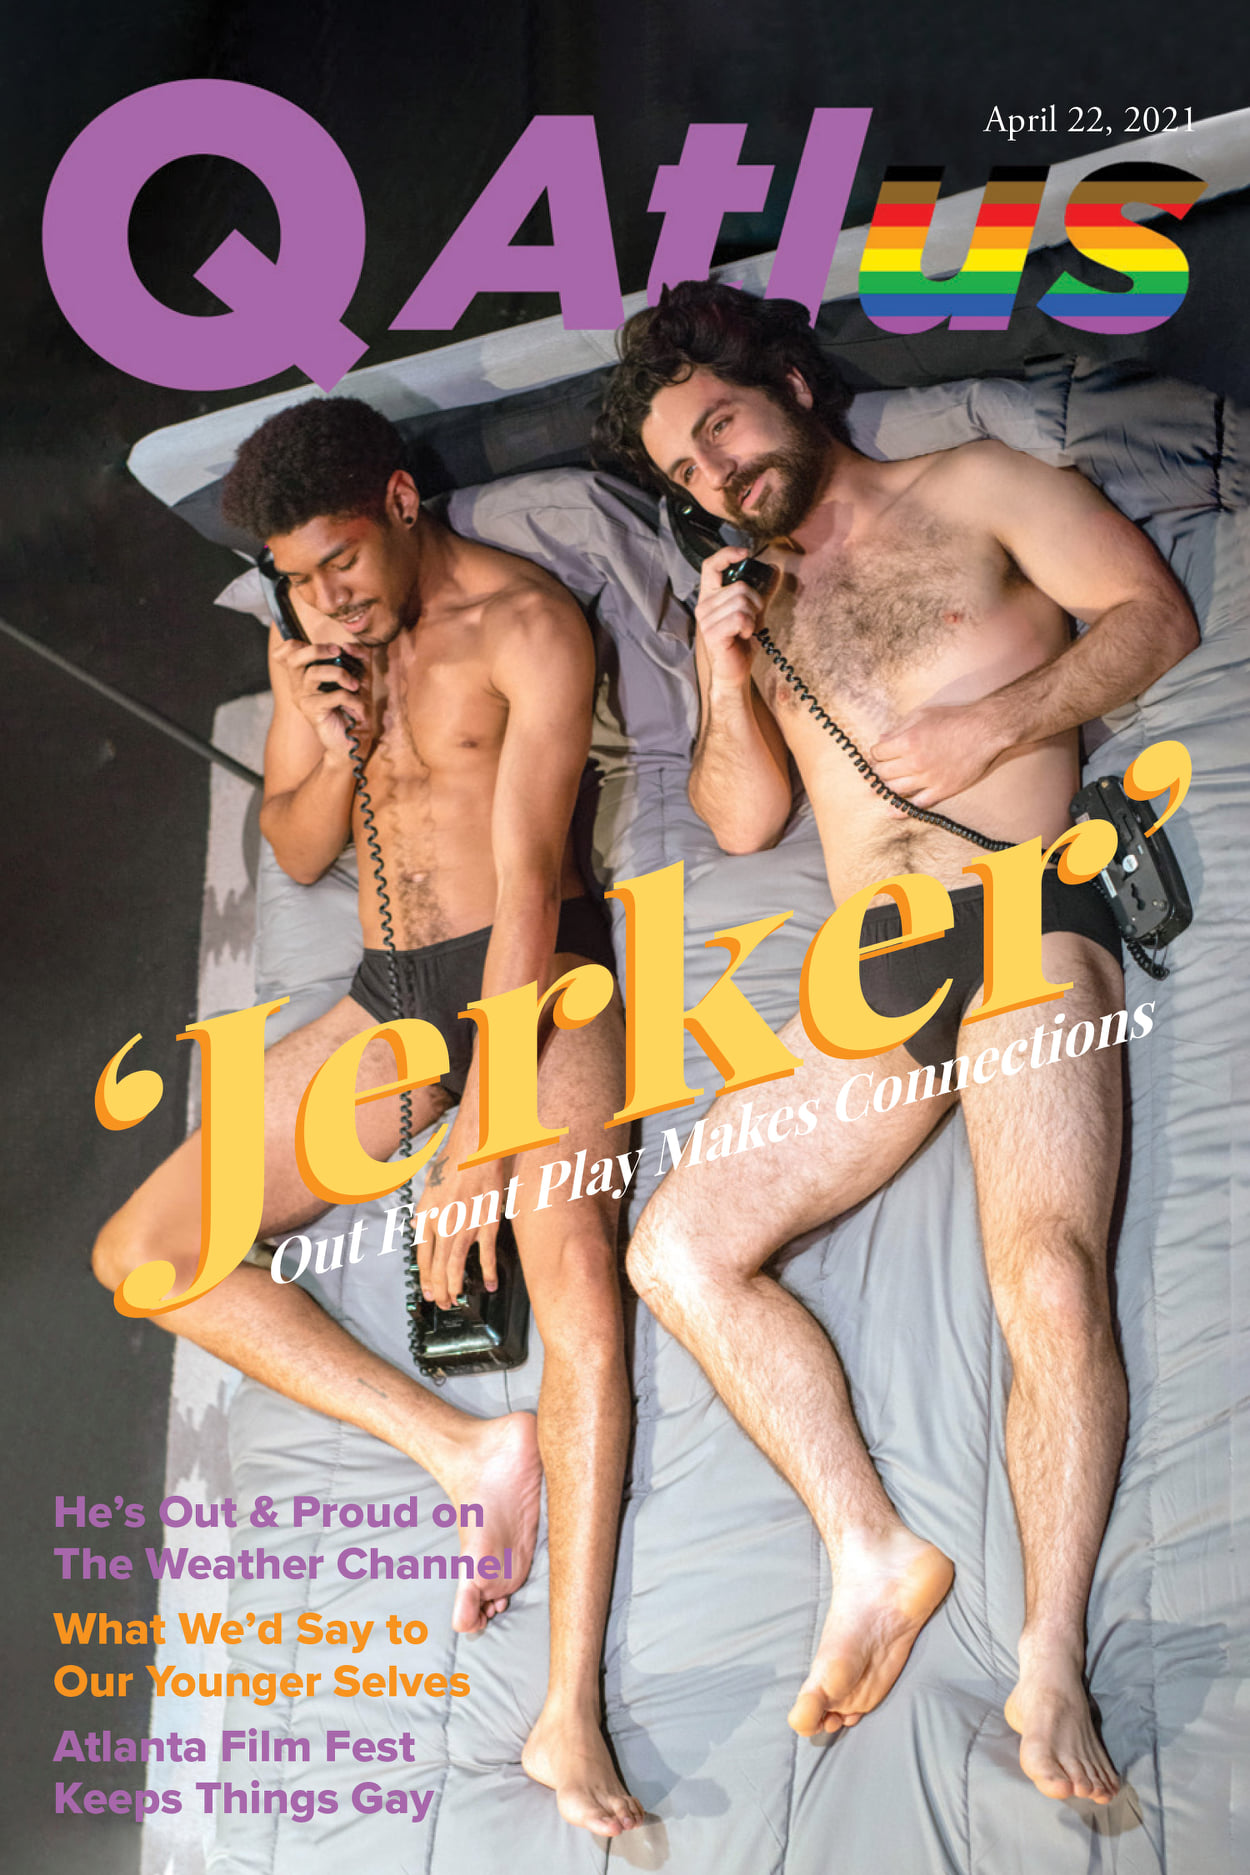 April 22, 2021
Q Atlus
‘Jerker’
Out Front Play Makes Connections
He’s Out & Proud on
The Weather Channel
What We’d Say to
Our Younger Selves
Atlanta Film Fest
Keeps Things Gay